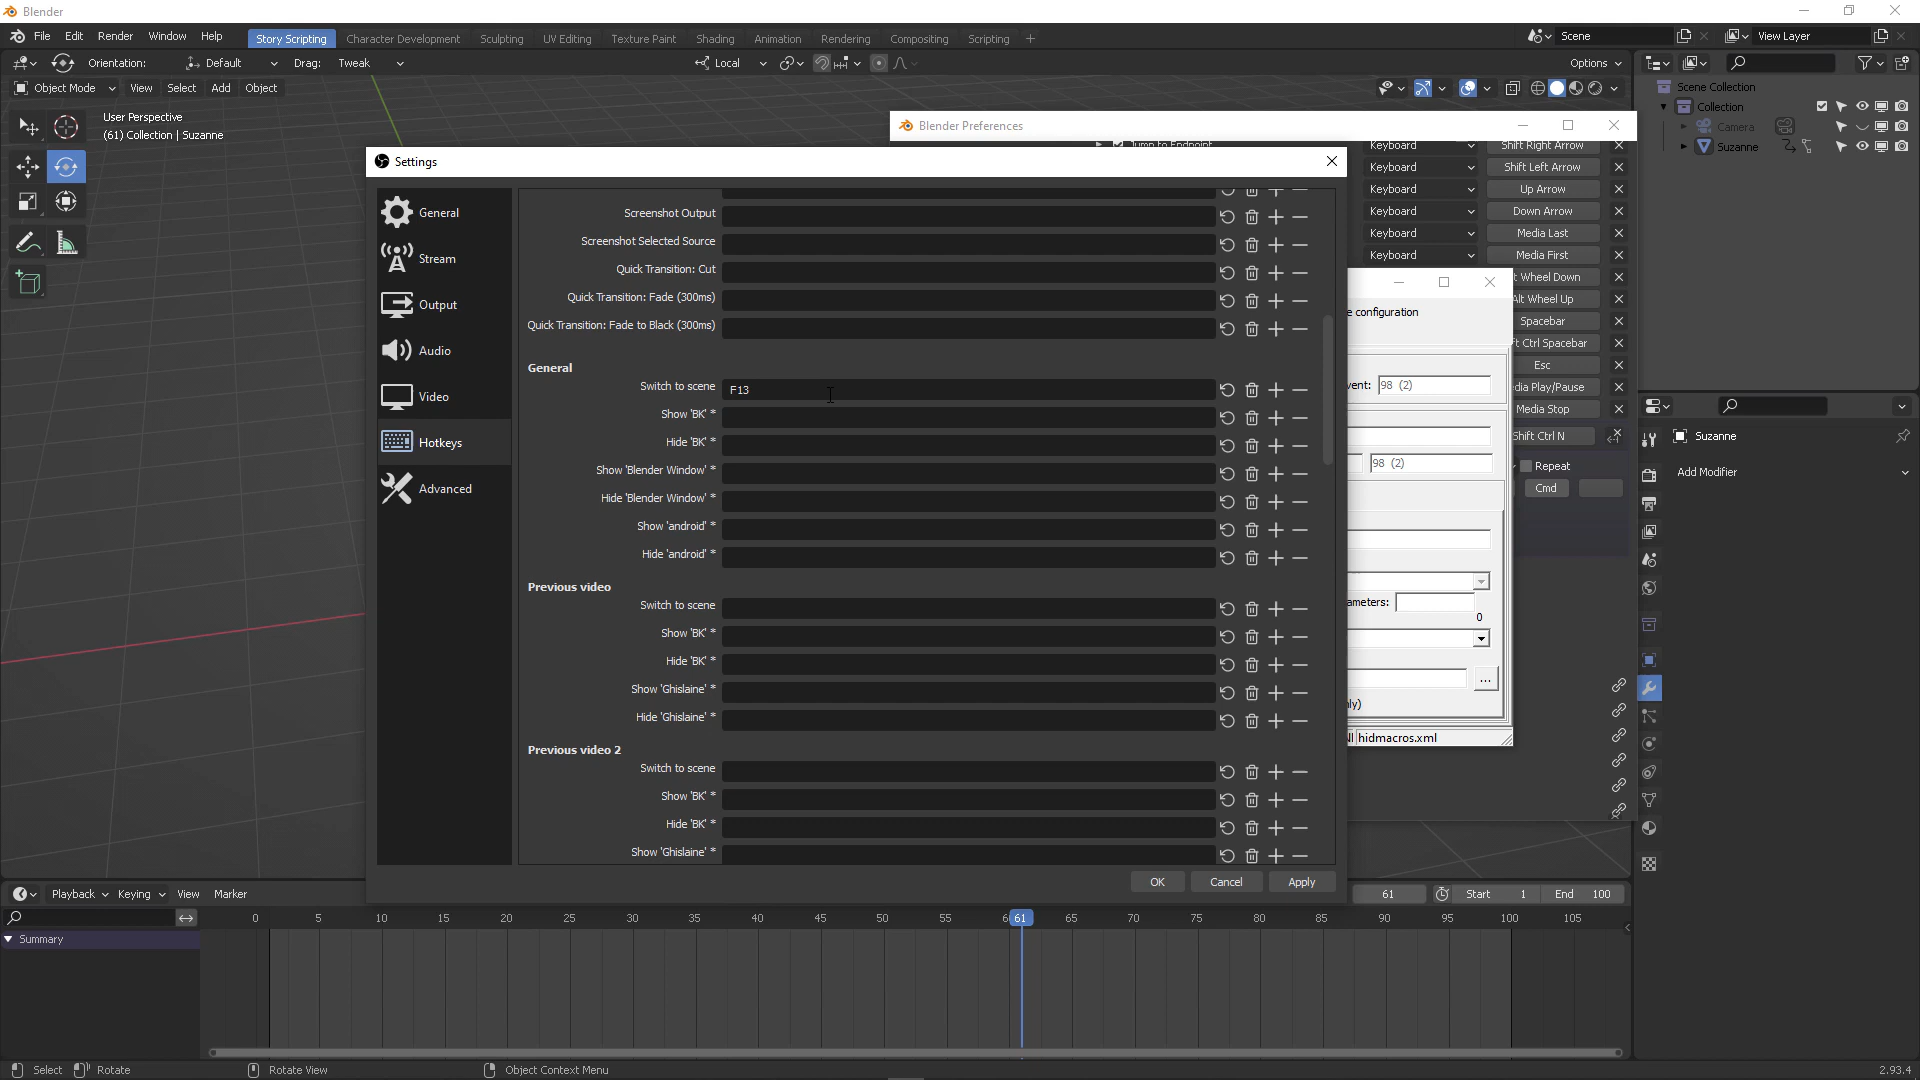 Blender
File Edit Render Window Help Story Scripting Character Development Sculpting UV Editing Texture Paint Shading Animation Rendering Compositing Scripting Scene View Layer
Orientation: Default Drag: Tweak Local Options
Object Mode View Select Add Object
User Perspective
(61) Collection | Suzanne
Scene Collection
Collection
Camera
Suzanne
Blender Preferences
Jump to Endpoint
Keyboard Shift Right Arrow
Keyboard Shift Left Arrow
Keyboard Up Arrow
Keyboard Down Arrow
Keyboard Media Last
Keyboard Media First
t Wheel Down
Alt Wheel Up
Spacebar
ft Ctrl Spacebar
Esc
dia Play/Pause
Media Stop
Shift Ctrl N
Repeat
Cmd
Settings
General
Stream
Output
Audio
Video
Hotkeys
Advanced
Screenshot Output
Screenshot Selected Source
Quick Transition: Cut
Quick Transition: Fade (300ms)
Quick Transition: Fade to Black (300ms)
General
Switch to scene F13
Show 'BK' *
Hide 'BK' *
Show 'Blender Window' *
Hide 'Blender Window' *
Show 'android' *
Hide 'android' *
Previous video
Switch to scene
Show 'BK' *
Hide 'BK' *
Show 'Ghislaine' *
Hide 'Ghislaine' *
Previous video 2
Switch to scene
Show 'BK' *
Hide 'BK' *
Show 'Ghislaine' *
OK Cancel Apply
e configuration
vent: 98 (2)
98 (2)
ameters:
0
...
nly)
hidmacros.xml
Suzanne
Add Modifier
Playback Keying View Marker 61 Start 1 End 100
0 5 10 15 20 25 30 35 40 45 50 55 6 61 65 70 75 80 85 90 95 100 105
Summary
Select Rotate Rotate View Object Context Menu 2.93.4